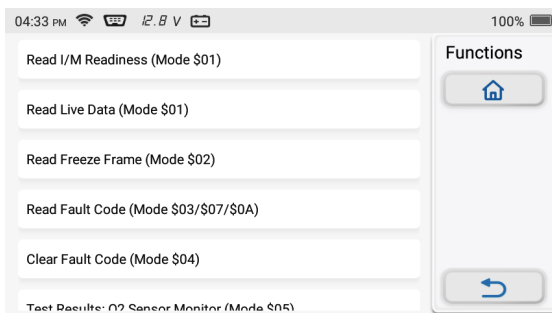 04:33 PM 12.8 V 100%
Functions
Read I/M Readiness (Mode $01)
Read Live Data (Mode $01)
Read Freeze Frame (Mode $02)
Read Fault Code (Mode $03/$07/$0A)
Clear Fault Code (Mode $04)
Test Results: O2 Sensor Monitor (Mode $05)